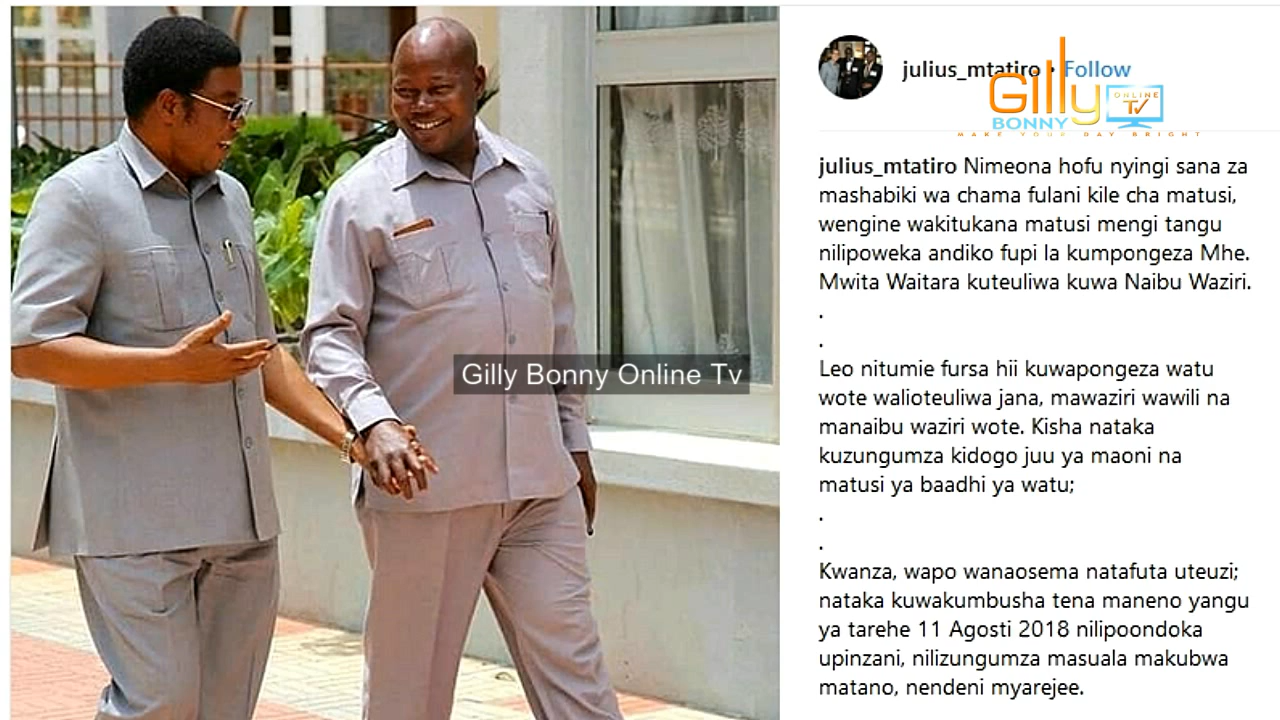 julius_mtatiro • Follow
Gilly
BONNY
ONLINE
TV
MAKE YOUR DAY BRIGHT
julius_mtatiro Nimeona hofu nyingi sana za
mashabiki wa chama fulani kile cha matusi,
wengine wakitukana matusi mengi tangu
nilipoweka andiko fupi la kumpongeza Mhe.
Mwita Waitara kuteuliwa kuwa Naibu Waziri.
.
.
Leo nitumie fursa hii kuwapongeza watu
wote walioteuliwa jana, mawaziri wawili na
manaibu waziri wote. Kisha nataka
kuzungumza kidogo juu ya maoni na
matusi ya baadhi ya watu;
.
.
Kwanza, wapo wanaosema natafuta uteuzi;
nataka kuwakumbusha tena maneno yangu
ya tarehe 11 Agosti 2018 nilipoondoka
upinzani, nilizungumza masuala makubwa
matano, nendeni myarejee.
Gilly Bonny Online Tv